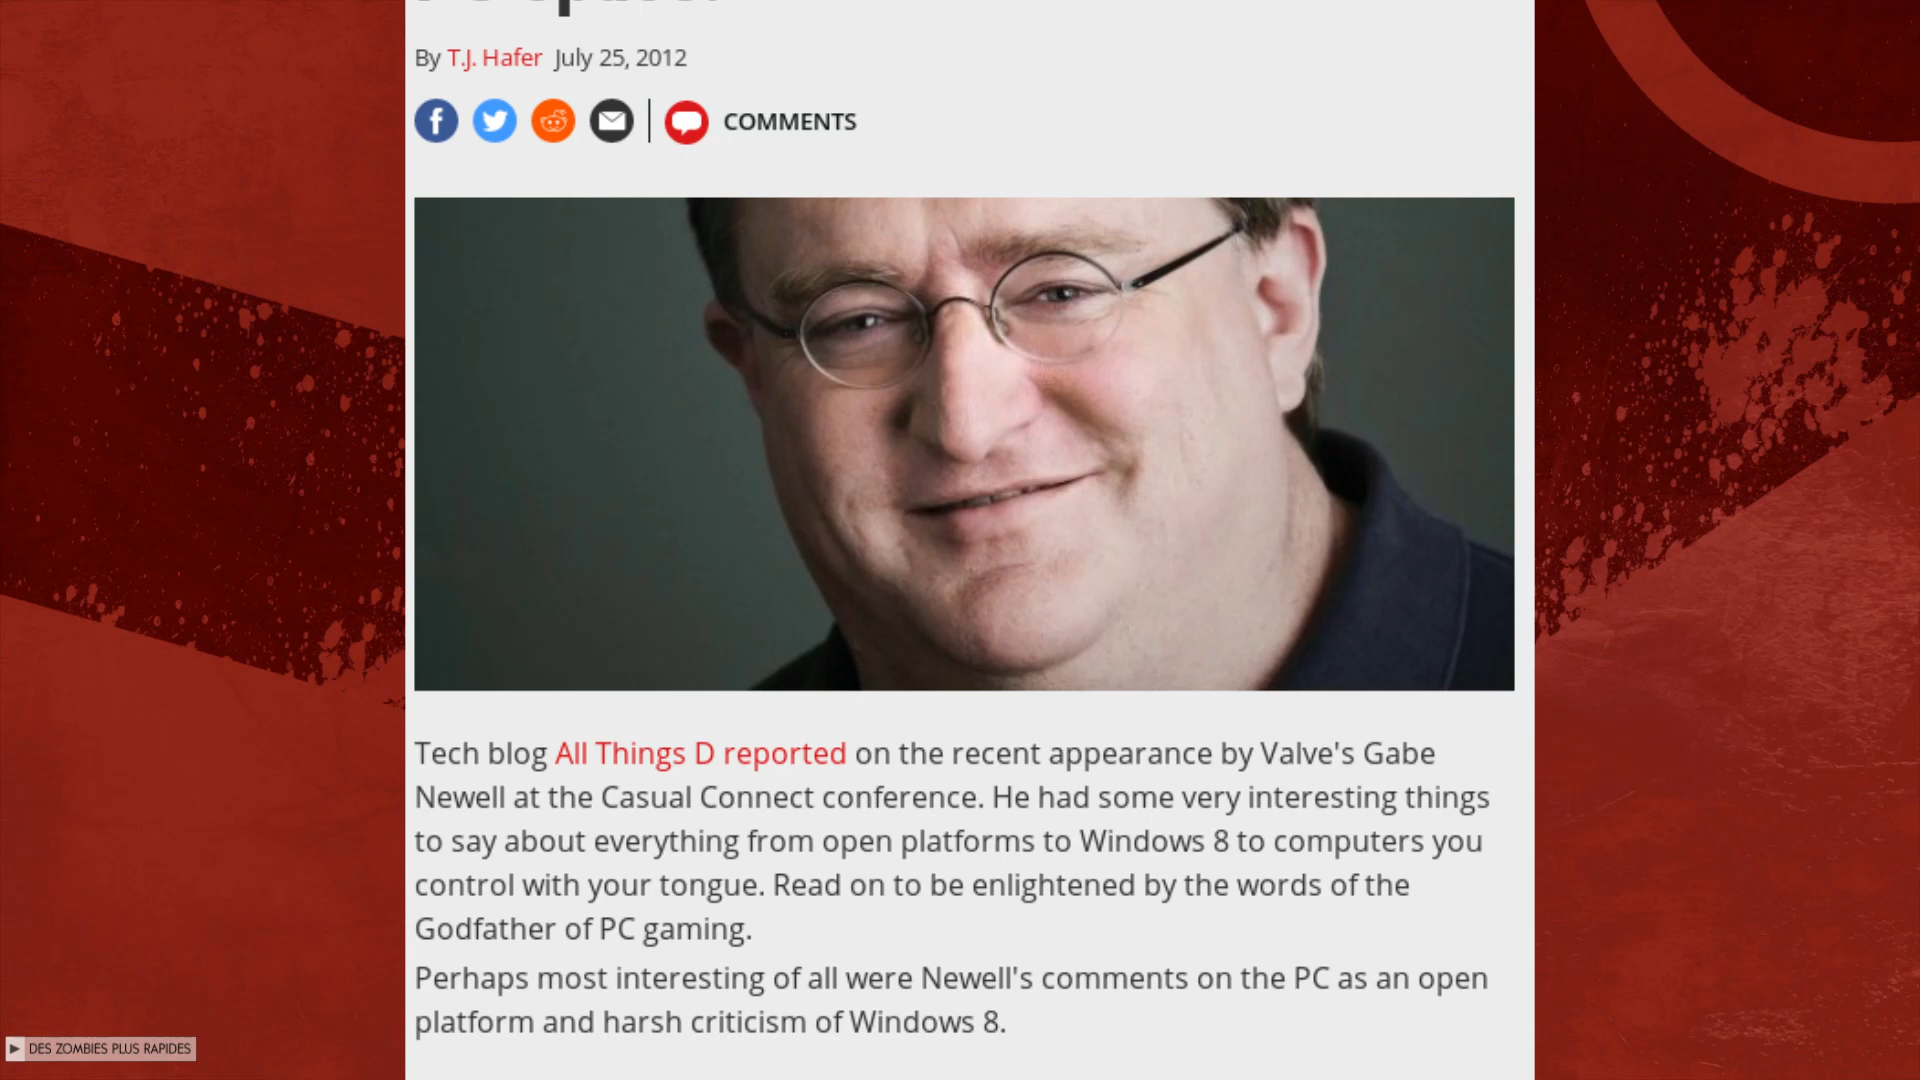 By T.J. Hafer July 25, 2012
COMMENTS
Tech blog All Things D reported on the recent appearance by Valve's Gabe
Newell at the Casual Connect conference. He had some very interesting things
to say about everything from open platforms to Windows 8 to computers you
control with your tongue. Read on to be enlightened by the words of the
Godfather of PC gaming.
Perhaps most interesting of all were Newell's comments on the PC as an open
platform and harsh criticism of Windows 8.
DES ZOMBIES PLUS RAPIDES